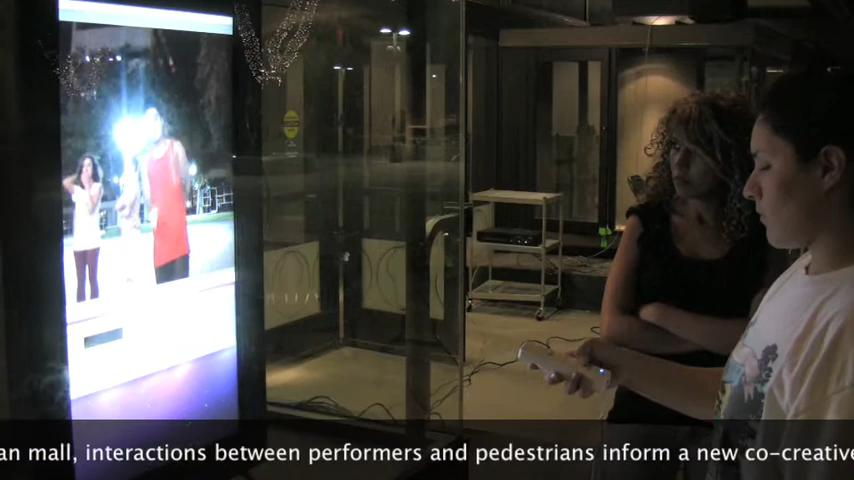 an mall, interactions between performers and pedestrians inform a new co-creative